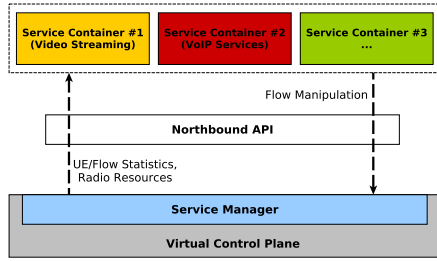 Service Container #1
(Video Streaming)
Service Container #2
(VoIP Services)
Service Container #3
...
Flow Manipulation
Northbound API
UE/Flow Statistics,
Radio Resources
Service Manager
Virtual Control Plane